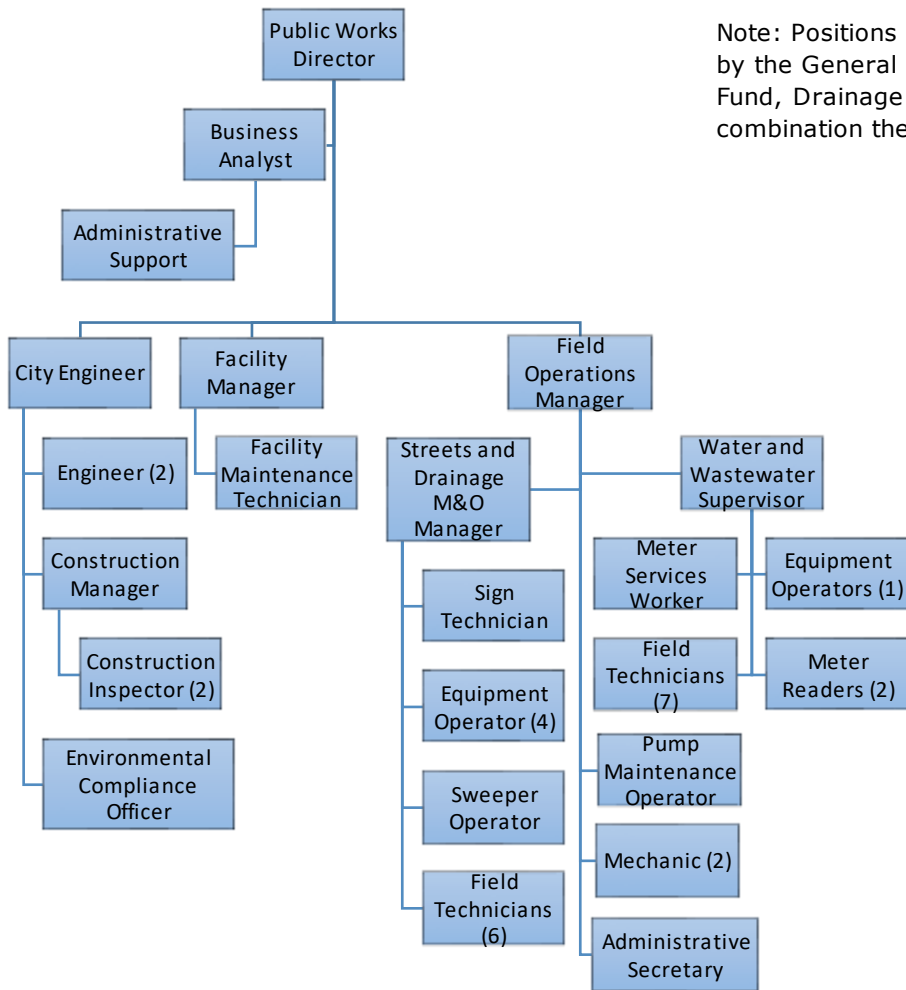 Public Works
Director
Note: Positions
by the General
Fund, Drainage
combination the
Business
Analyst
Administrative
Support
City Engineer
Facility
Manager
Field
Operations
Manager
Engineer (2)
Construction
Manager
Construction
Inspector (2)
Environmental
Compliance
Officer
Facility
Maintenance
Technician
Streets and
Drainage
M&O
Manager
Sign
Technician
Equipment
Operator (4)
Sweeper
Operator
Field
Technicians
(6)
Water and
Wastewater
Supervisor
Meter
Services
Worker
Equipment
Operators (1)
Field
Technicians
(7)
Meter
Readers (2)
Pump
Maintenance
Operator
Mechanic (2)
Administrative
Secretary